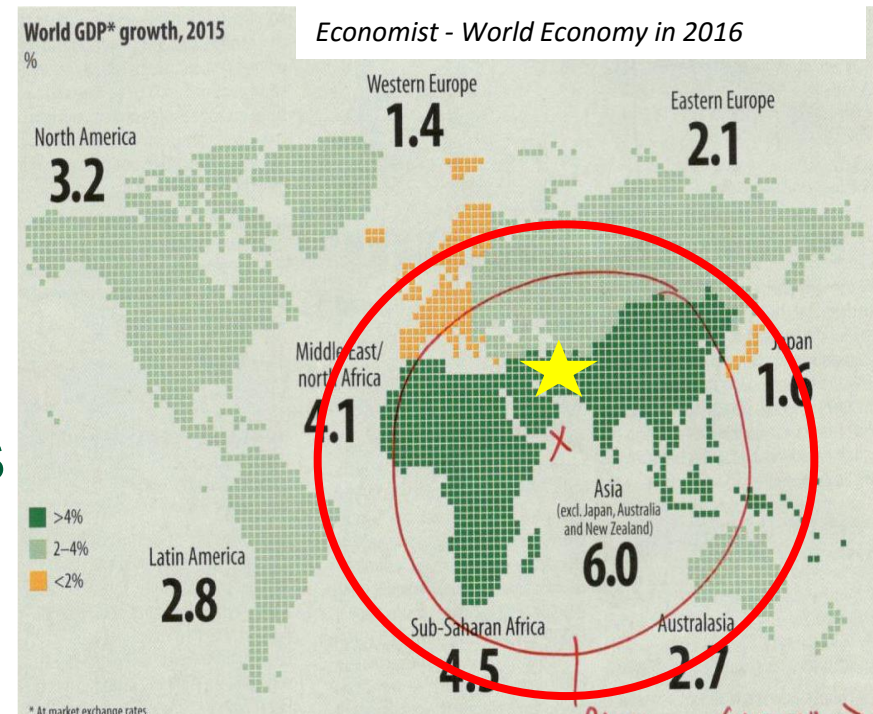 World GDP* growth, 2015
%
Economist - World Economy in 2016
Western Europe
1.4
Eastern Europe
2.1
North America
3.2
Middle East/
north Africa
4.1
Japan
1.6
S
Asia
(excl. Japan, Australia
and New Zealand)
6.0
>4%
2–4%
<2%
Latin America
2.8
Sub-Saharan Africa
4.5
Australasia
2.7
* At market exchange rates